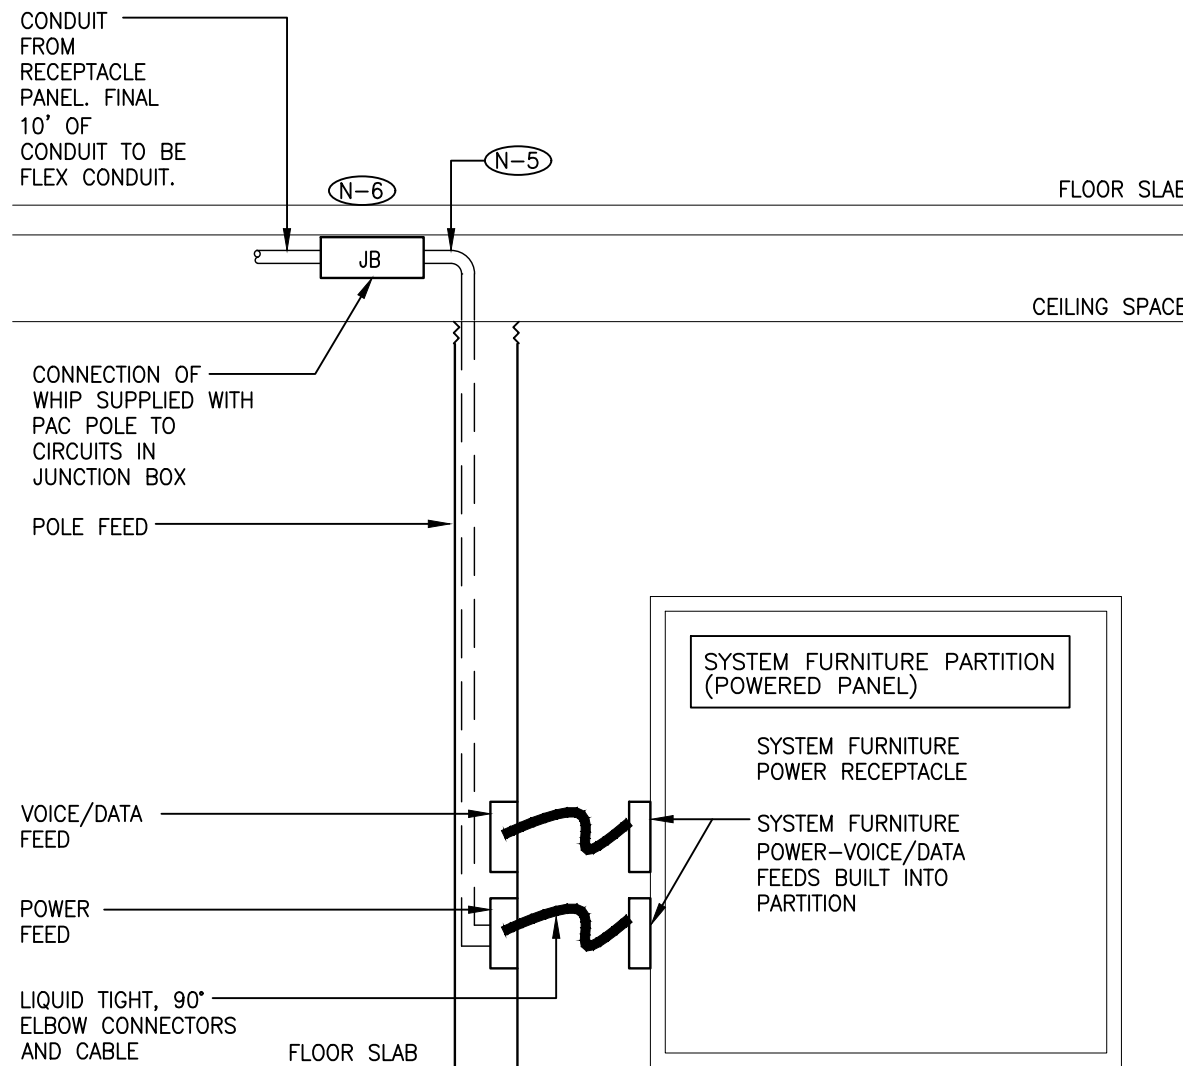 CONDUIT
FROM
RECEPTACLE
PANEL. FINAL
10' OF
CONDUIT TO BE
FLEX CONDUIT.
N-5
N-6
FLOOR SLAB
JB
CEILING SPACE
CONNECTION OF
WHIP SUPPLIED WITH
PAC POLE TO
CIRCUITS IN
JUNCTION BOX
POLE FEED
SYSTEM FURNITURE PARTITION
(POWERED PANEL)
SYSTEM FURNITURE
POWER RECEPTACLE
VOICE/DATA
FEED
SYSTEM FURNITURE
POWER-VOICE/DATA
FEEDS BUILT INTO
PARTITION
POWER
FEED
LIQUID TIGHT, 90°
ELBOW CONNECTORS
AND CABLE
FLOOR SLAB